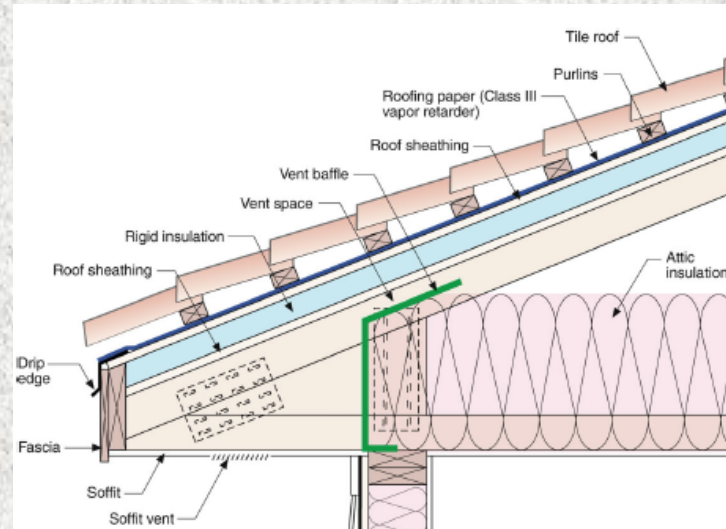 Tile roof
Purlins
Roofing paper (Class III
vapor retarder)
Roof sheathing
Vent baffle
Vent space
Rigid insulation
Roof sheathing
Attic
insulation
Drip
edge
Fascia
Soffit
Soffit vent